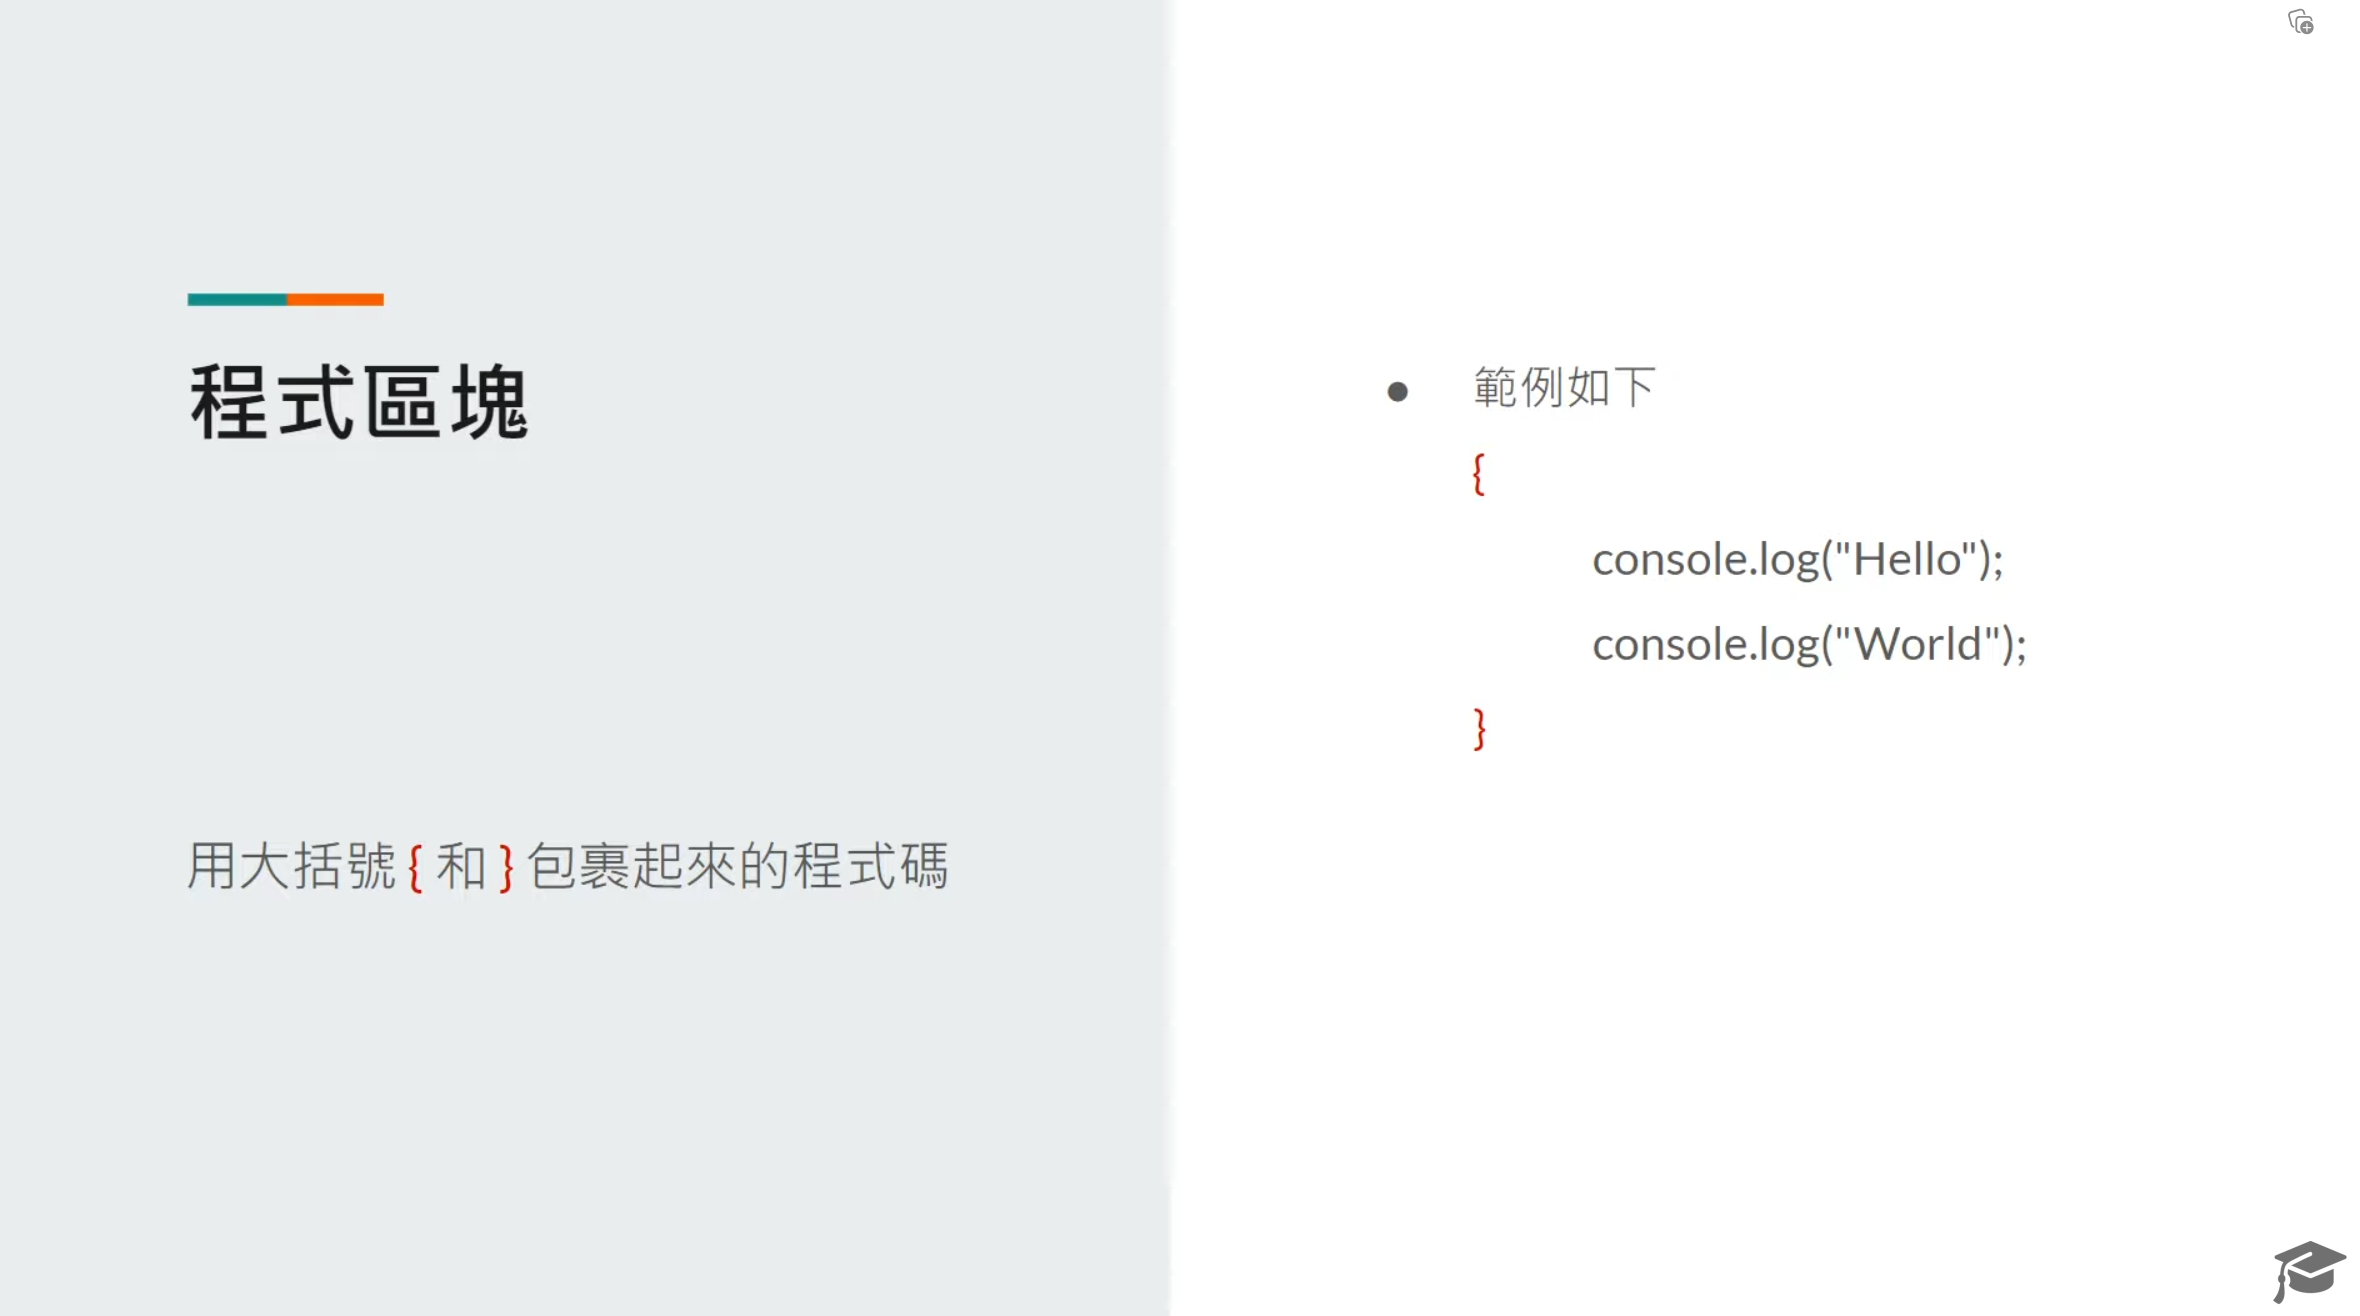 程式區塊
用大括號 { 和 } 包裹起來的程式碼
● 範例如下
{
console.log("Hello");
console.log("World");
}